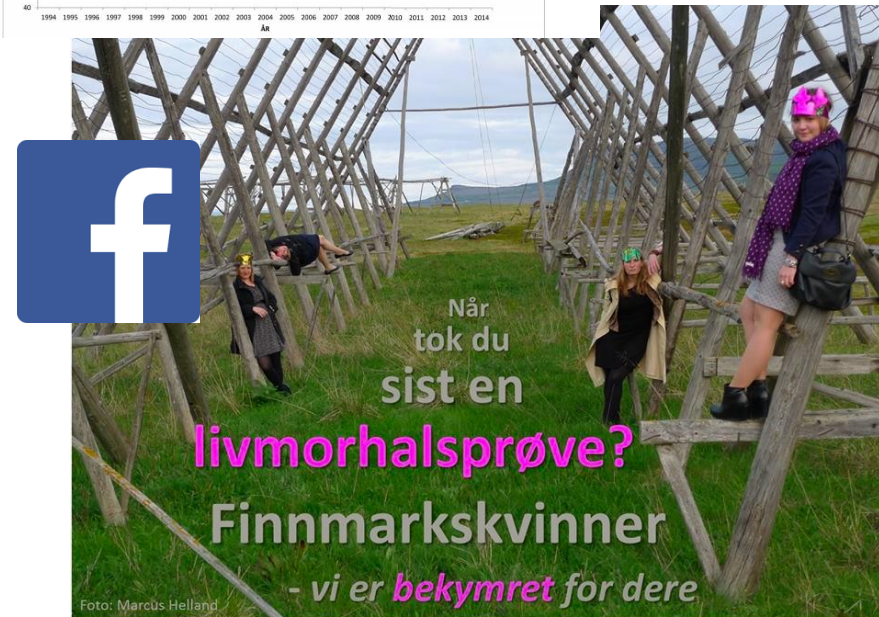 40
1994 1995 1996 1997 1998 1999 2000 2001 2002 2003 2004 2005 2006 2007 2008 2009 2010 2011 2012 2013 2014
ÅR
f
Når
tok du
sist en
livmorhalsprøve?
Finnmarkskvinner
- vi er bekymret for dere
Foto: Marcus Helland